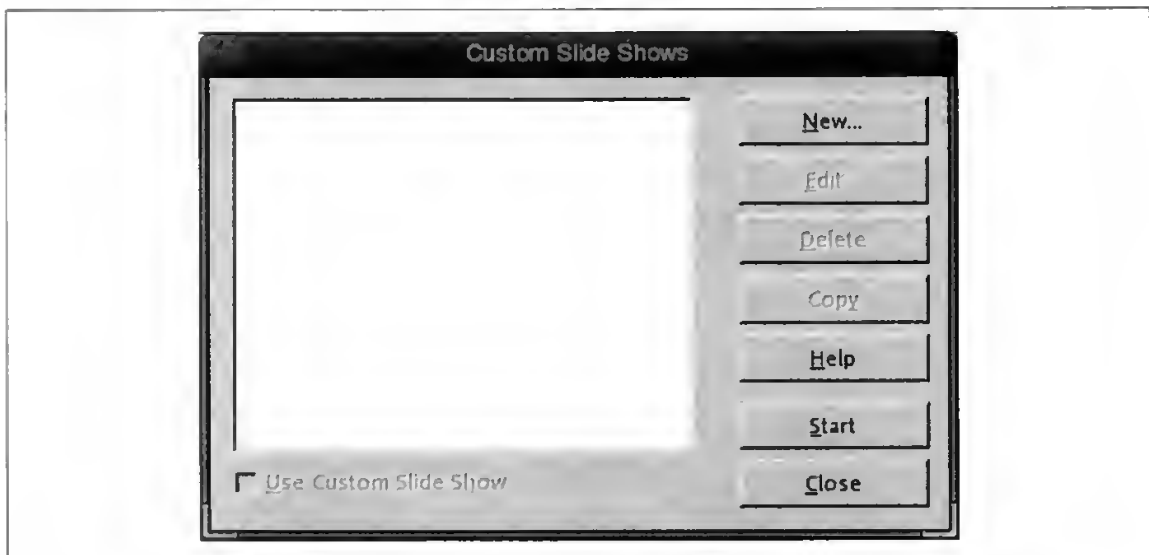 Custom Slide Shows
New...
Edit
Delete
Copy
Help
Start
Close
Use Custom Slide Show